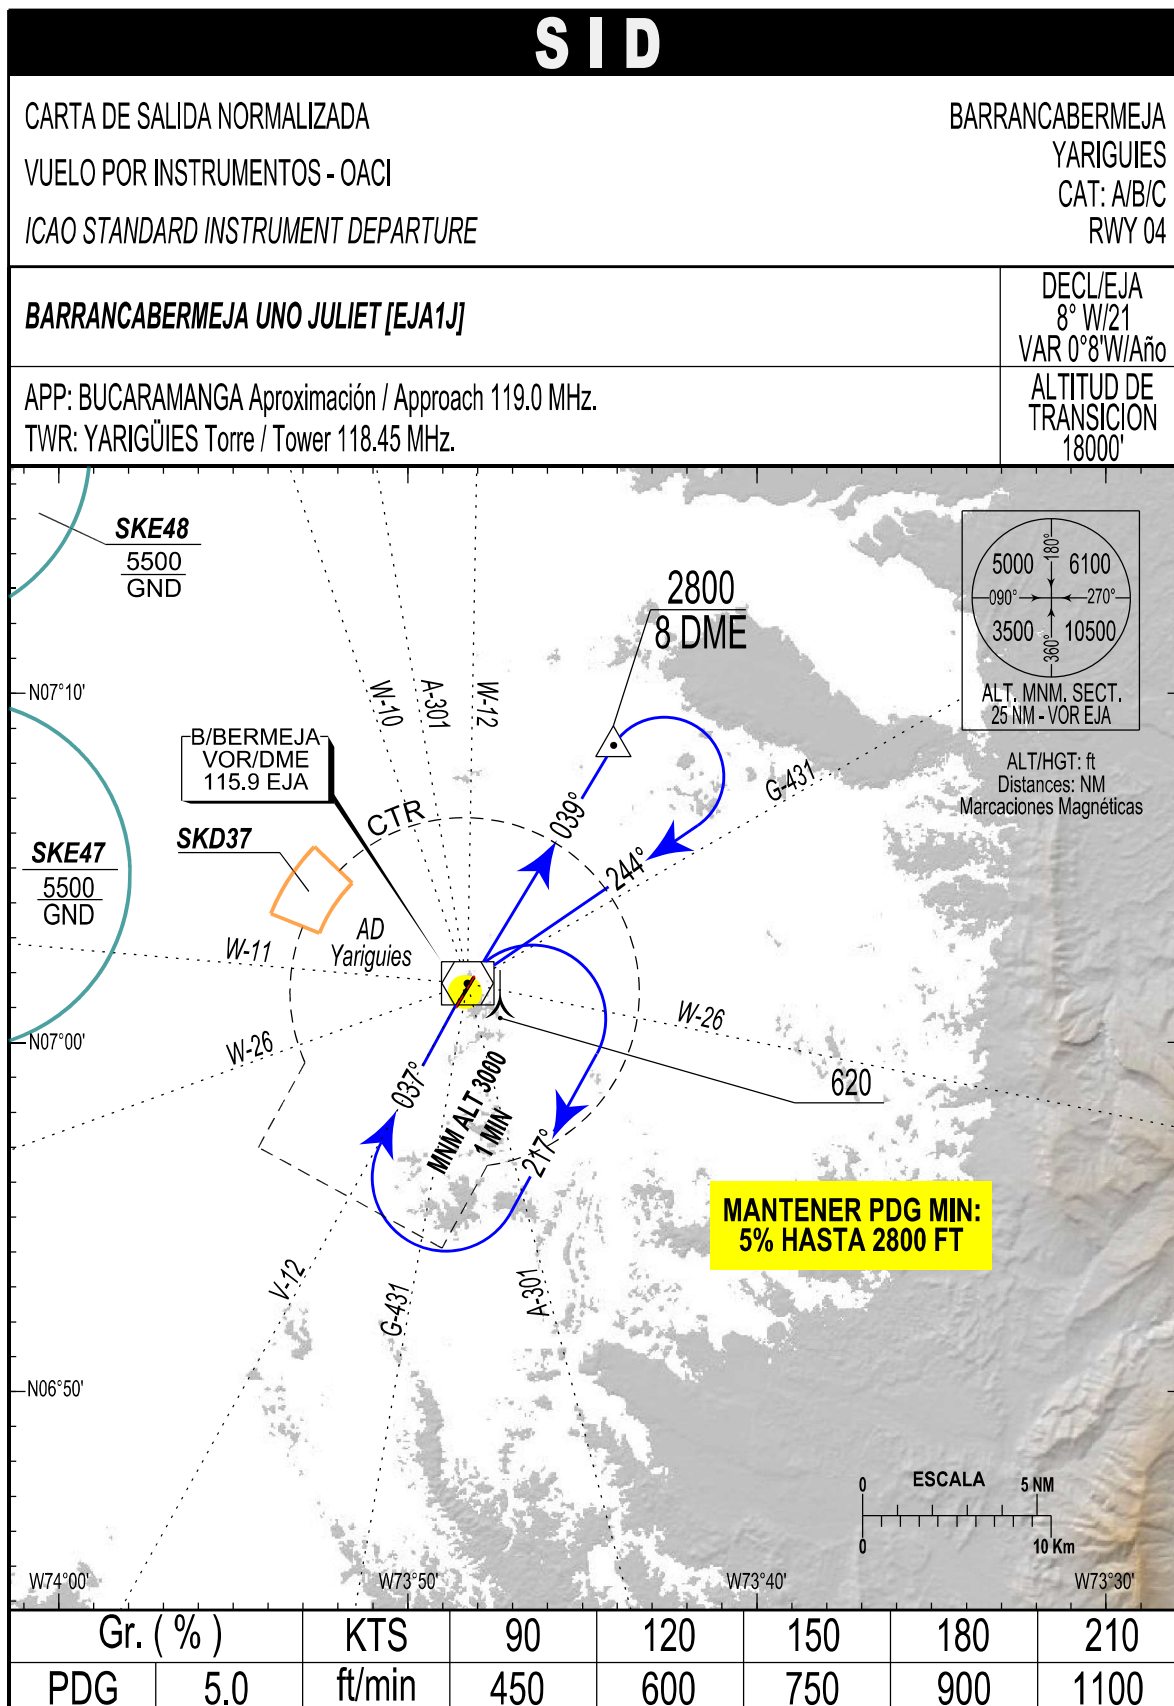 SID
CARTA DE SALIDA NORMALIZADA
VUELO POR INSTRUMENTOS - OACI
ICAO STANDARD INSTRUMENT DEPARTURE
BARRANCABERMEJA
YARIGUIES
CAT: A/B/C
RWY 04
BARRANCABERMEJA UNO JULIET [EJA1J]
DECL/EJA
8° W/21
VAR 0°8'W/Año
APP: BUCARAMANGA Aproximación / Approach 119.0 MHz.
TWR: YARIGÜIES Torre / Tower 118.45 MHz.
ALTITUD DE
TRANSICION
18000'
SKE48
5500
GND
2800
8 DME
5000
180°
6100
090°
270°
3500
360°
10500
ALT. MNM. SECT.
25 NM - VOR EJA
ALT/HGT: ft
Distances: NM
Marcaciones Magnéticas
N07°10'
W-10
A-301
W-12
B/BERMEJA
VOR/DME
115.9 EJA
G-431
CTR
039°
SKD37
SKE47
5500
GND
244°
AD
Yariguies
W-11
W-26
N07°00'
W-26
620
037°
MNM ALT 3000
1 MIN
217°
MANTENER PDG MIN:
5% HASTA 2800 FT
V-12
G-431
A-301
N06°50'
ESCALA
0
5 NM
0
10 Km
W74°00'
W73°50'
W73°40'
W73°30'
Gr. ( % ) KTS 90 120 150 180 210
PDG 5.0 ft/min 450 600 750 900 1100